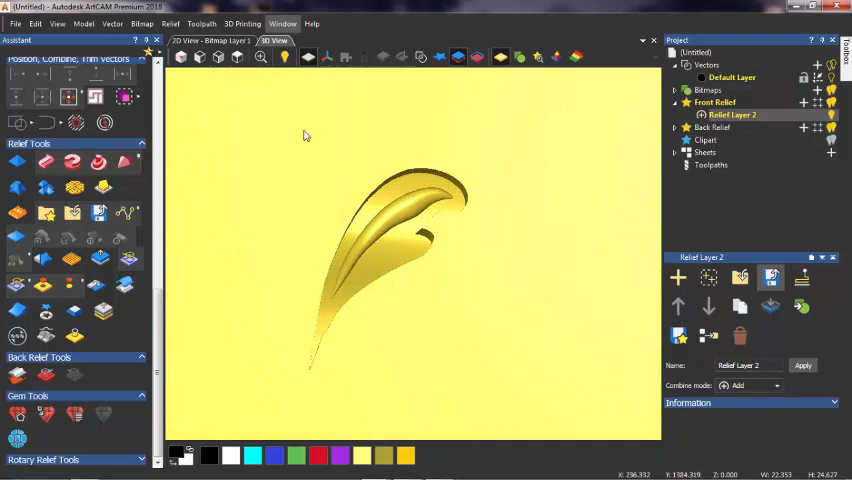 (Untitled) - Autodesk ArtCAM Premium 2018
File Edit Model Vector Bitmap Relief Toolpath 3D Printing Window Help
Assistant
2D View - Bitmap Layer 1
3D View
Project
Toolbox
Position, Combine, Trim Vectors
Relief Tools
Back Relief Tools
Gem Tools
Rotary Relief Tools
(Untitled)
Vectors
Default Layer
Bitmaps
Front Relief
Relief Layer 2
Back Relief
Clipart
Sheets
Toolpaths
Relief Layer 2
Name: Relief Layer 2 Apply
Combine mode: Add
Information
X: 236.332 Y: 1384.319 Z: 0.000 W: 22.353 H: 24.627